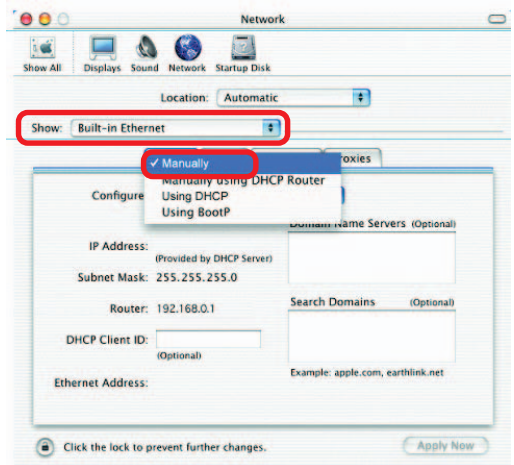 Network
Show All Displays Sound Network Startup Disk
Location: Automatic
Show: Built-in Ethernet
✓ Manually
Manually using DHCP Router
Using DHCP
Using BootP
Configure
Domain Name Servers (Optional)
IP Address:
(Provided by DHCP Server)
Subnet Mask: 255.255.255.0
Router: 192.168.0.1
Search Domains (Optional)
DHCP Client ID:
(Optional)
Example: apple.com, earthlink.net
Ethernet Address:
Click the lock to prevent further changes.
Apply Now